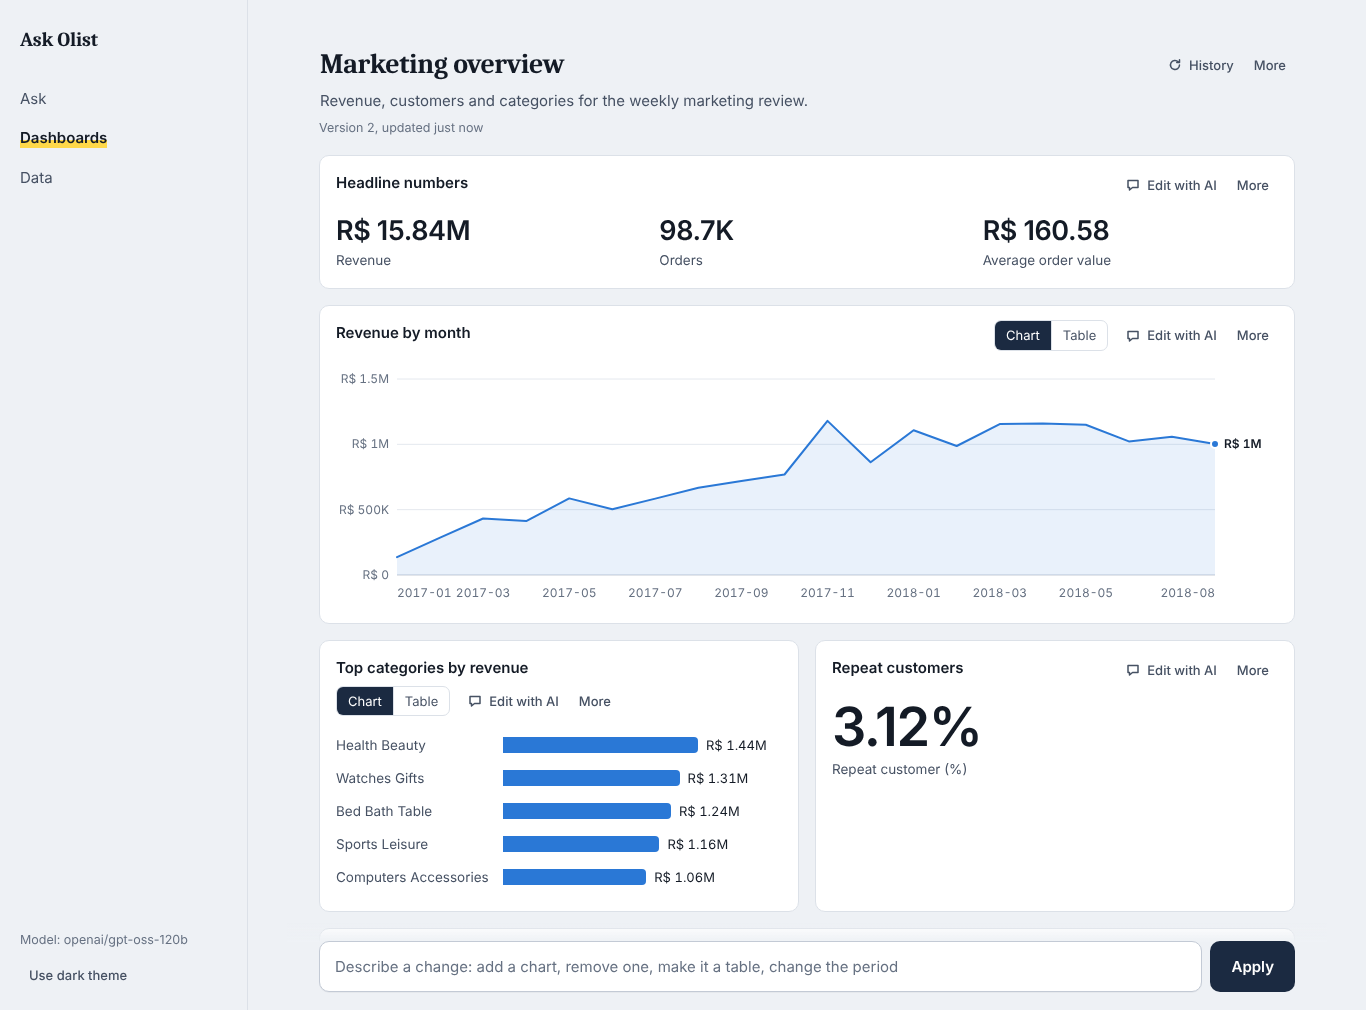 Ask Olist
Ask
Dashboards
Data
Model: openai/gpt-oss-120b
Use dark theme
Marketing overview
History More
Revenue, customers and categories for the weekly marketing review.
Version 2, updated just now
Headline numbers
Edit with AI More
R$ 15.84M 98.7K R$ 160.58
Revenue Orders Average order value
Revenue by month
Chart Table Edit with AI More
R$ 1.5M
R$ 1M
R$ 500K
R$ 0
R$ 1M
2017-01 2017-03 2017-05 2017-07 2017-09 2017-11 2018-01 2018-03 2018-05 2018-08
Top categories by revenue
Chart Table Edit with AI More
Health Beauty R$ 1.44M
Watches Gifts R$ 1.31M
Bed Bath Table R$ 1.24M
Sports Leisure R$ 1.16M
Computers Accessories R$ 1.06M
Repeat customers
Edit with AI More
3.12%
Repeat customer (%)
Describe a change: add a chart, remove one, make it a table, change the period
Apply